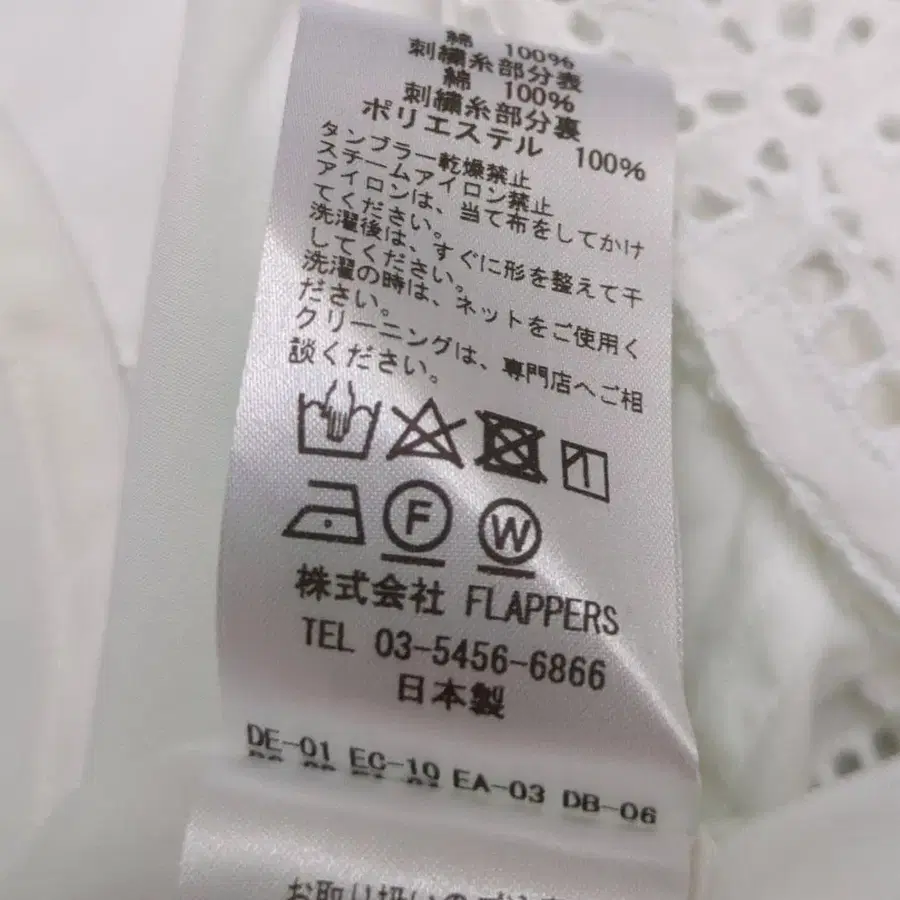 綿 100%
刺繍糸部分表
綿 100%
刺繍糸部分裏
ポリエステル 100%
タンブラー乾燥禁止
スチームアイロン禁止
アイロンは、当て布をしてかけ
てください。
洗濯後は、すぐに形を整えて干
してください。
洗濯の時は、ネットをご使用く
ださい。
クリーニングは、専門店へご相
談ください。
F W
株式会社 FLAPPERS
TEL 03-5456-6866
日本製
DE-01 EC-10 EA-03 DB-06
お取り扱いの